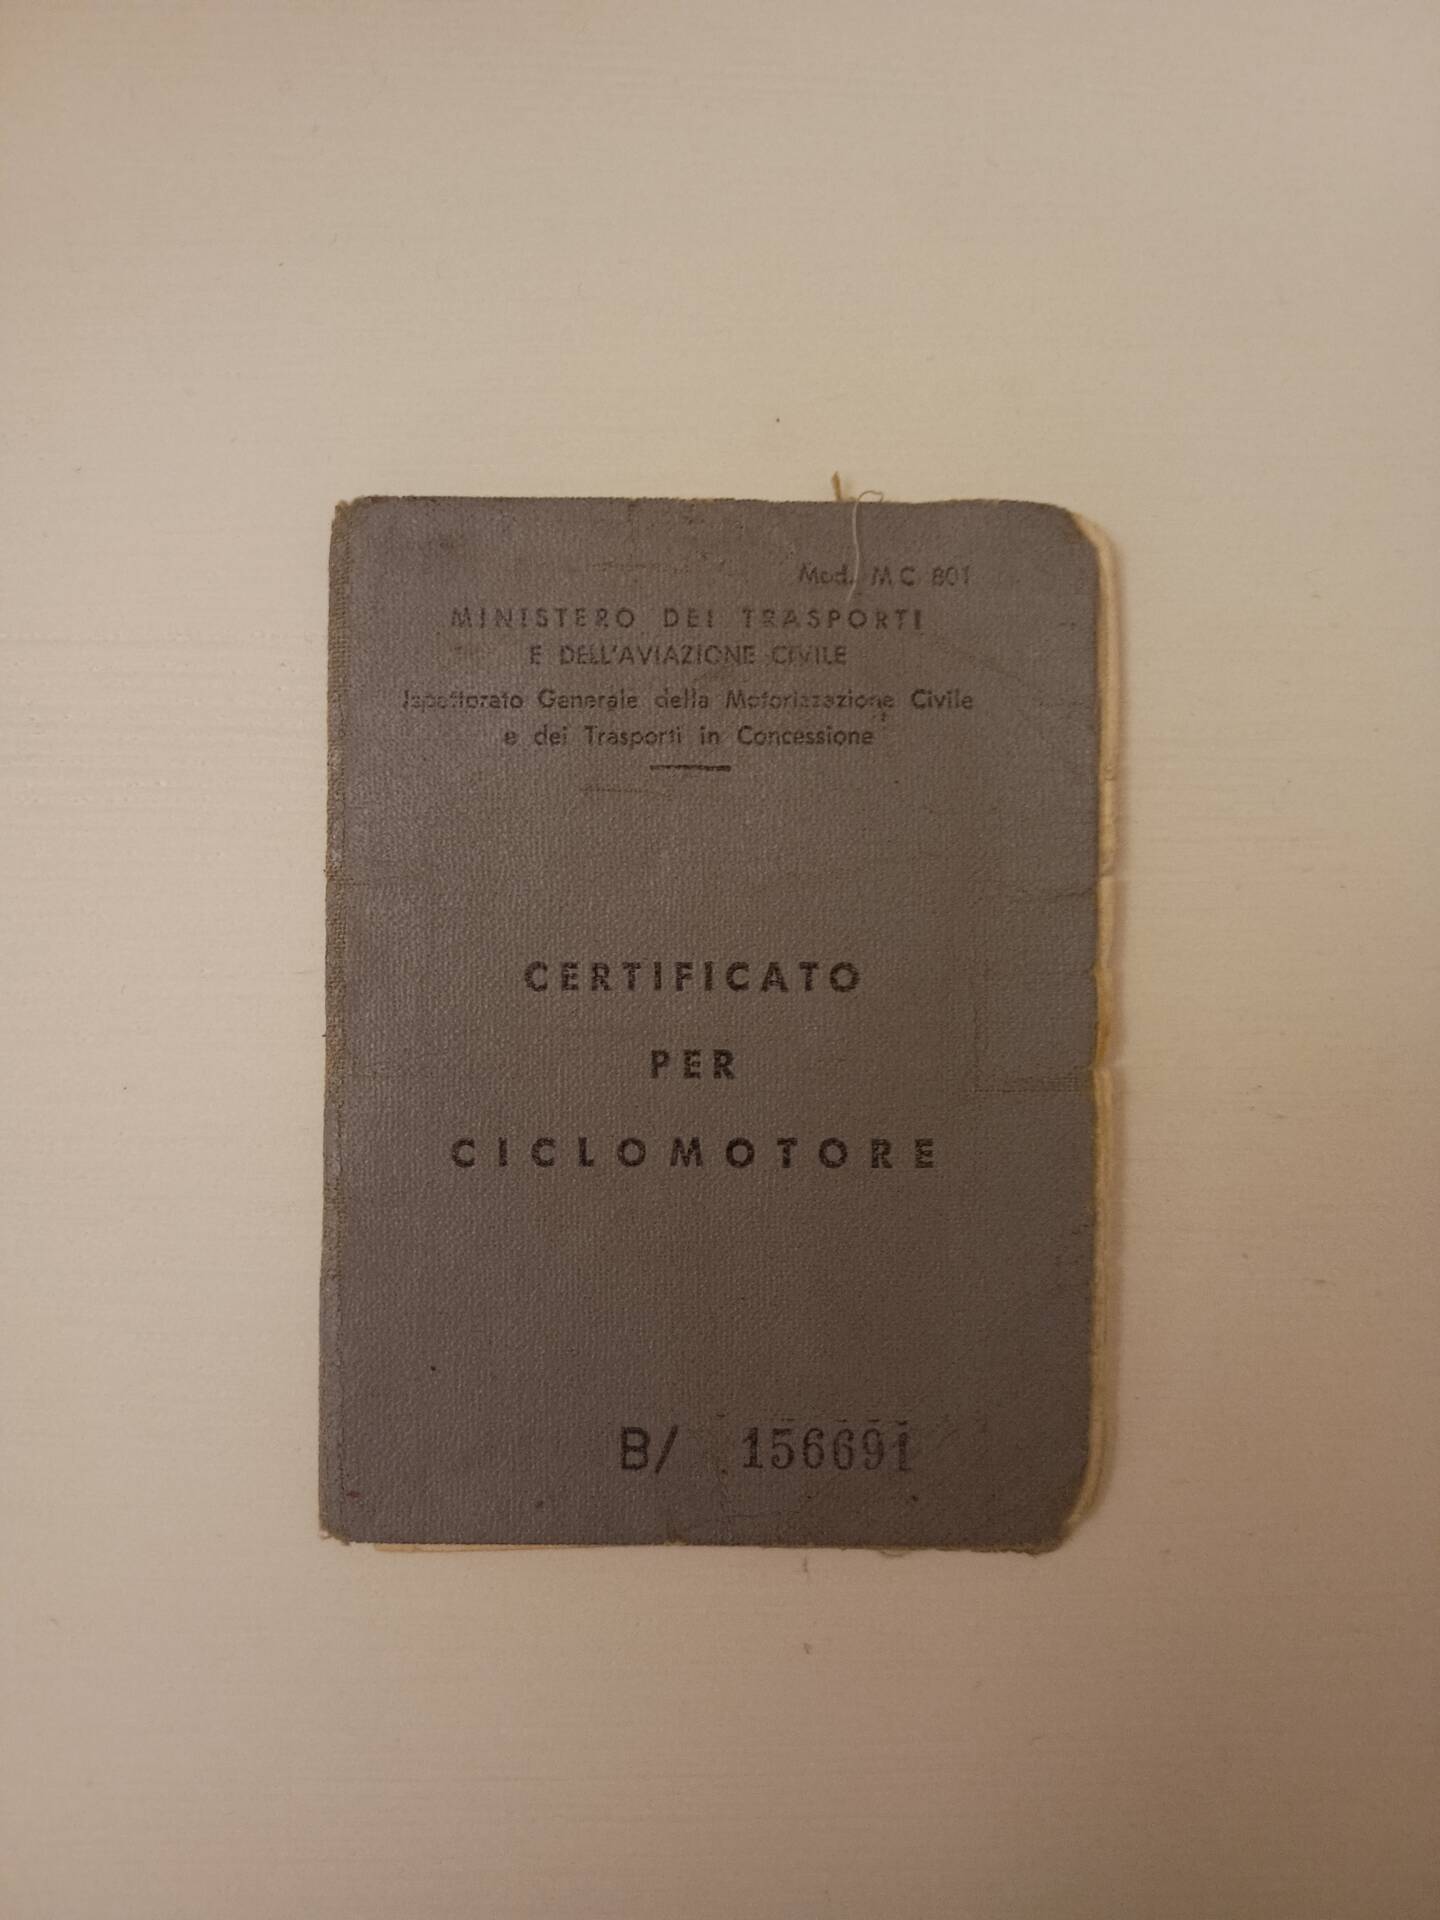 Mod. M C 801
MINISTERO DEI TRASPORTI
E DELL'AVIAZIONE CIVILE
Ispettorato Generale della Motorizzazione Civile
e dei Trasporti in Concessione
CERTIFICATO
PER
CICLOMOTORE
B/ 156691